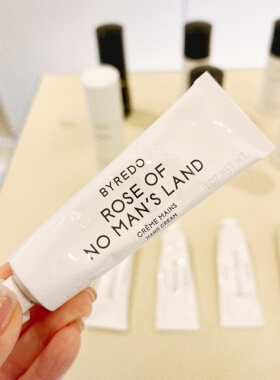 BYREDO
ROSE OF
NO MAN'S LAND
CRÈME MAINS
HAND CREAM